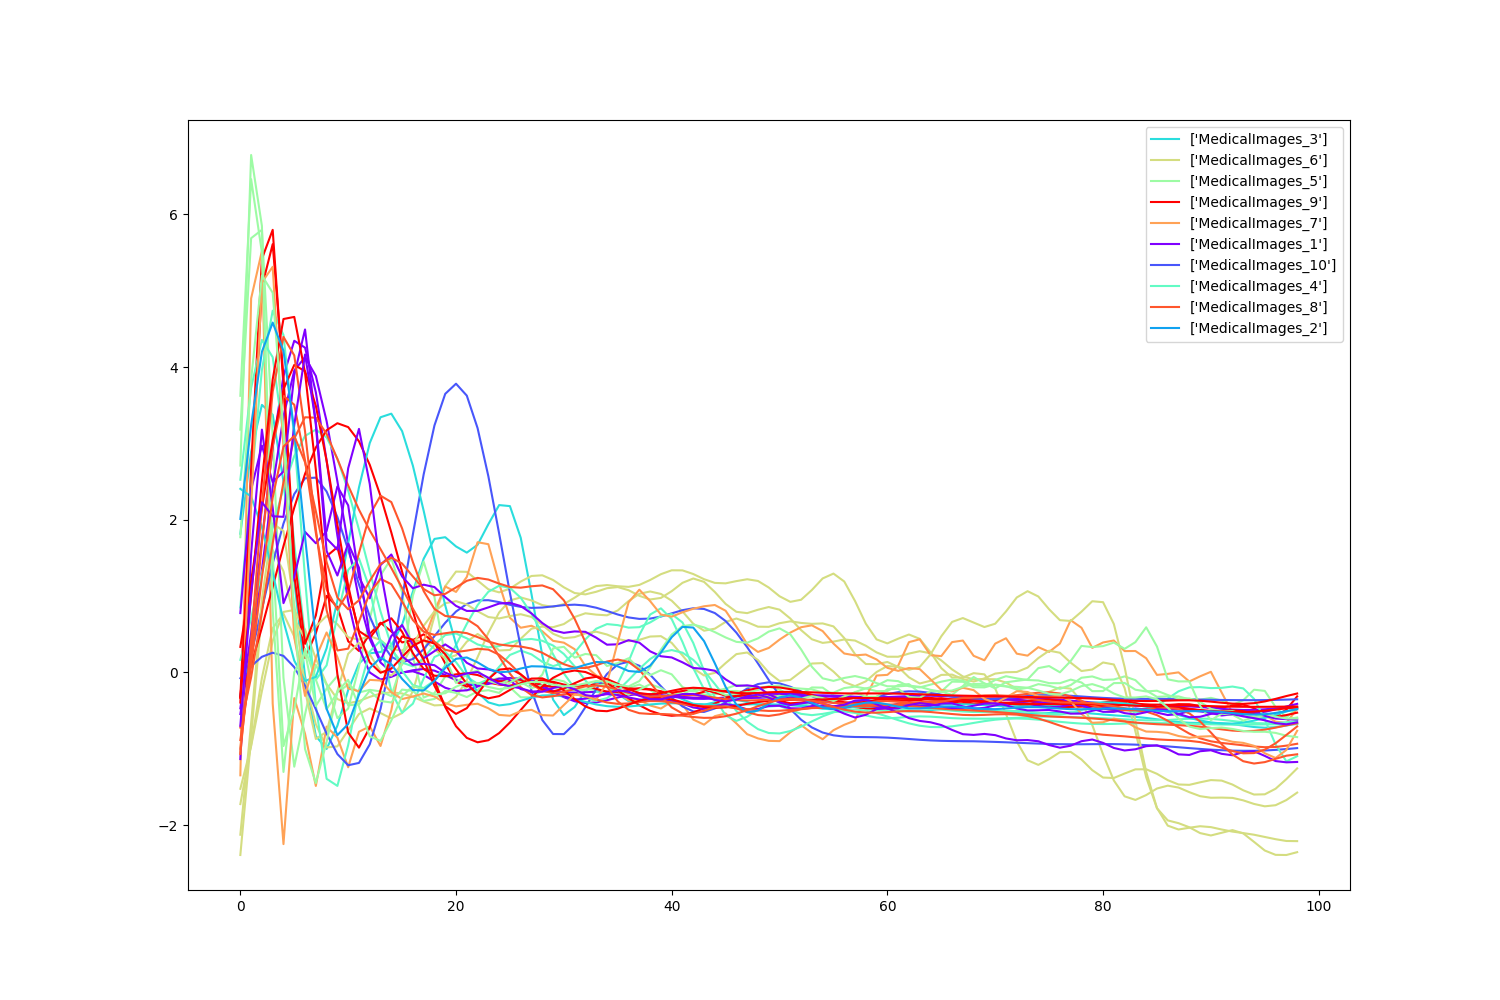 ['MedicalImages_3']
['MedicalImages_6']
['MedicalImages_5']
['MedicalImages_9']
['MedicalImages_7']
['MedicalImages_1']
['MedicalImages_10']
['MedicalImages_4']
['MedicalImages_8']
['MedicalImages_2']
6
4
2
0
−2
0 20 40 60 80 100